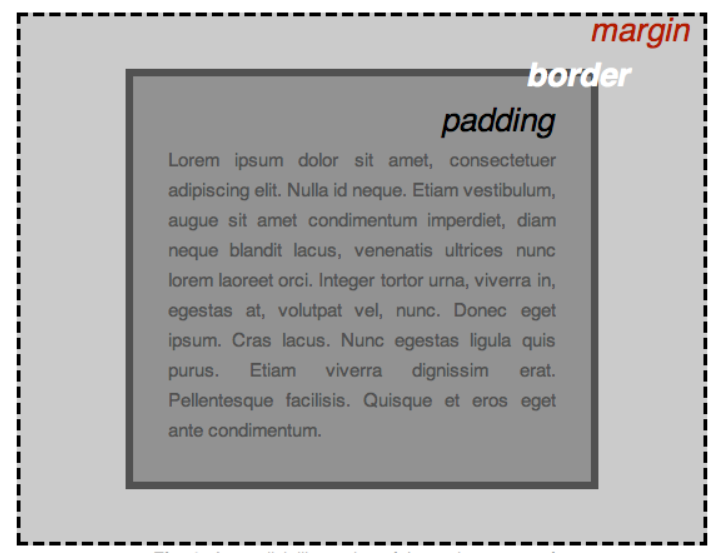 margin
border
padding
Lorem ipsum dolor sit amet, consectetuer
adipiscing elit. Nulla id neque. Etiam vestibulum,
augue sit amet condimentum imperdiet, diam
neque blandit lacus, venenatis ultrices nunc
lorem laoreet orci. Integer tortor urna, viverra in,
egestas at, volutpat vel, nunc. Donec eget
ipsum. Cras lacus. Nunc egestas ligula quis
purus. Etiam viverra dignissim erat.
Pellentesque facilisis. Quisque et eros eget
ante condimentum.